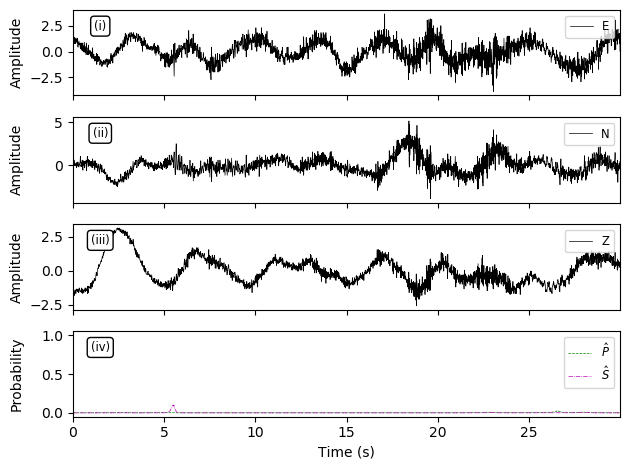 (i)
E
Amplitude
2.5
0.0
−2.5
(ii)
N
Amplitude
5
0
(iii)
Z
Amplitude
2.5
0.0
−2.5
(iv)
P̂
Ŝ
Probability
1.0
0.5
0.0
0 5 10 15 20 25
Time (s)